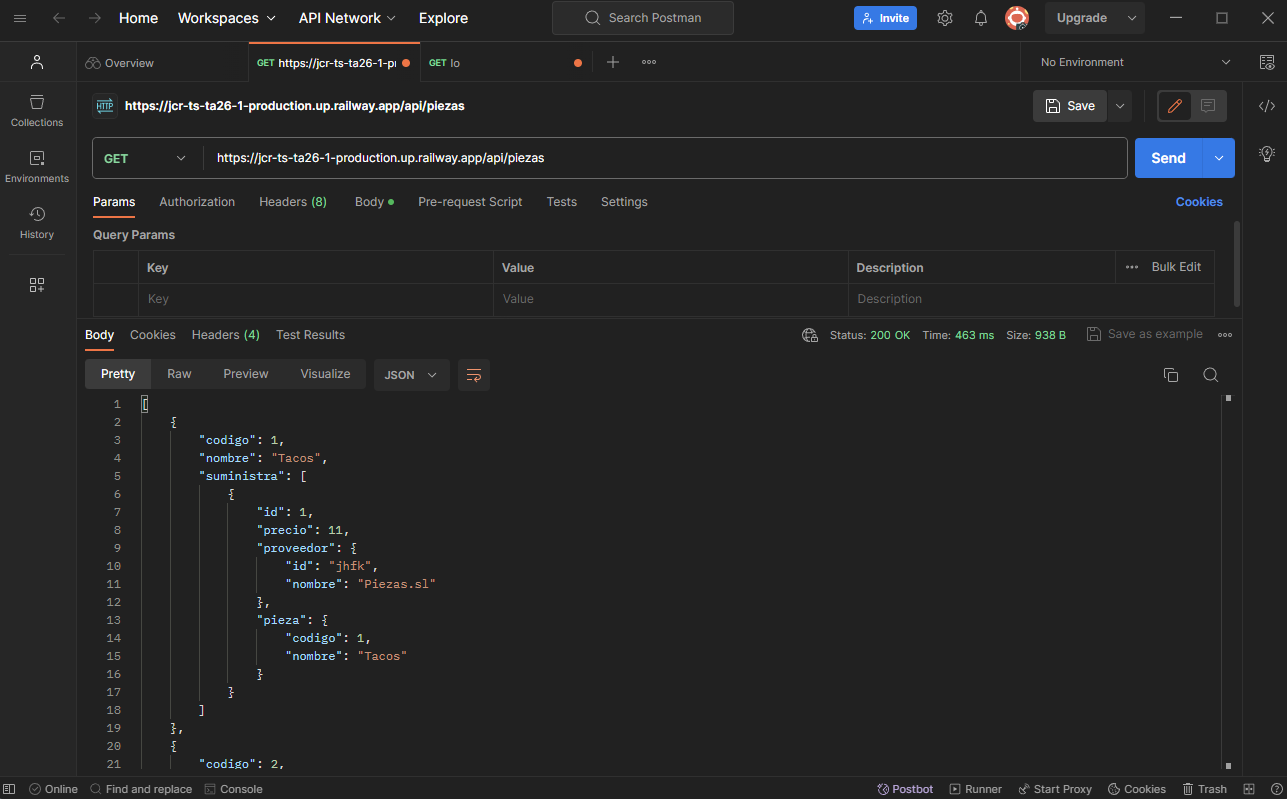 Home Workspaces API Network Explore Search Postman Invite Upgrade
Overview GET https://jcr-ts-ta26-1-pr GET lo No Environment
HTTP https://jcr-ts-ta26-1-production.up.railway.app/api/piezas Save
Collections
Environments
History
GET https://jcr-ts-ta26-1-production.up.railway.app/api/piezas Send
Params Authorization Headers (8) Body Pre-request Script Tests Settings Cookies
Query Params
Key Value Description Bulk Edit
Key Value Description
Body Cookies Headers (4) Test Results Status: 200 OK Time: 463 ms Size: 938 B Save as example
Pretty Raw Preview Visualize JSON
1 [
2 {
3 "codigo": 1,
4 "nombre": "Tacos",
5 "suministra": [
6 {
7 "id": 1,
8 "precio": 11,
9 "proveedor": {
10 "id": "jhfk",
11 "nombre": "Piezas.sl"
12 },
13 "pieza": {
14 "codigo": 1,
15 "nombre": "Tacos"
16 }
17 }
18 ]
19 },
20 {
21 "codigo": 2,
Online Find and replace Console Postbot Runner Start Proxy Cookies Trash